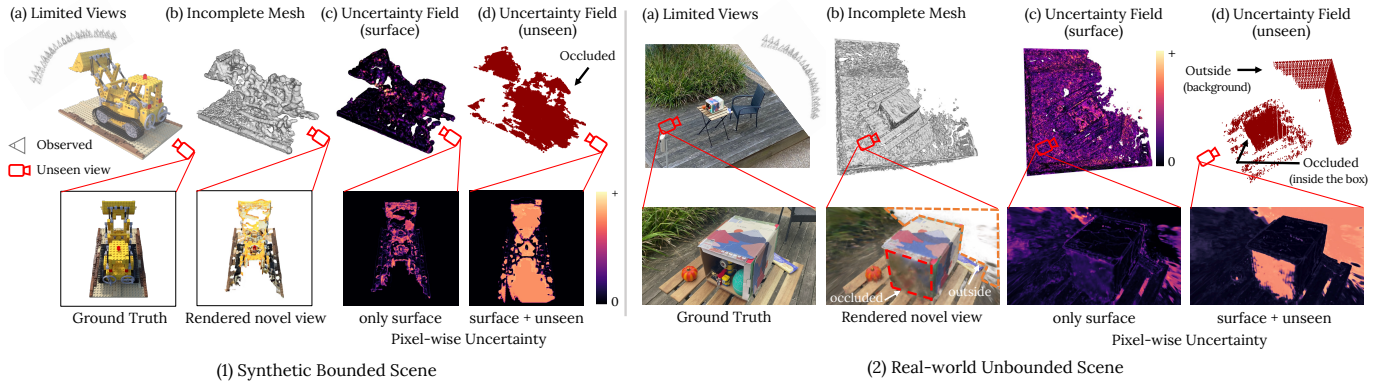 (a) Limited Views
(b) Incomplete Mesh
(c) Uncertainty Field
(surface)
(d) Uncertainty Field
(unseen)
Occluded
Observed
Unseen view
+
0
Ground Truth
Rendered novel view
only surface
surface + unseen
Pixel-wise Uncertainty
(1) Synthetic Bounded Scene
(a) Limited Views
(b) Incomplete Mesh
(c) Uncertainty Field
(surface)
(d) Uncertainty Field
(unseen)
+
0
Outside
(background)
Occluded
(inside the box)
occluded
outside
Ground Truth
Rendered novel view
only surface
surface + unseen
Pixel-wise Uncertainty
(2) Real-world Unbounded Scene